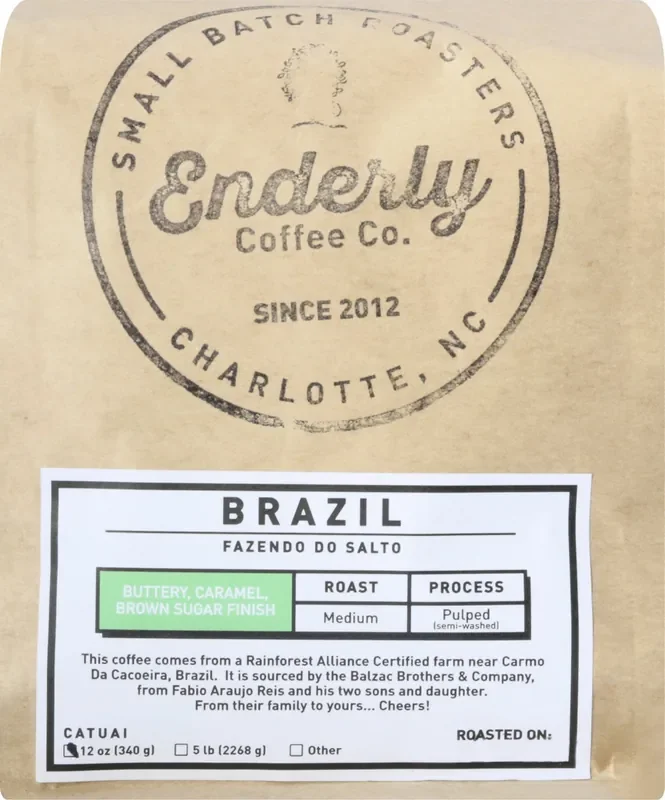 SMALL BATCH ROASTERS
Enderly
Coffee Co.
SINCE 2012
CHARLOTTE, NC
BRAZIL
FAZENDO DO SALTO
BUTTERY, CARAMEL,
BROWN SUGAR FINISH
ROAST
Medium
PROCESS
Pulped
(semi-washed)
This coffee comes from a Rainforest Alliance Certified farm near Carmo
Da Cacoeira, Brazil. It is sourced by the Balzac Brothers & Company,
from Fabio Araujo Reis and his two sons and daughter.
From their family to yours... Cheers!
CATUAI
ROASTED ON:
12 oz (340 g) 5 lb (2268 g) Other